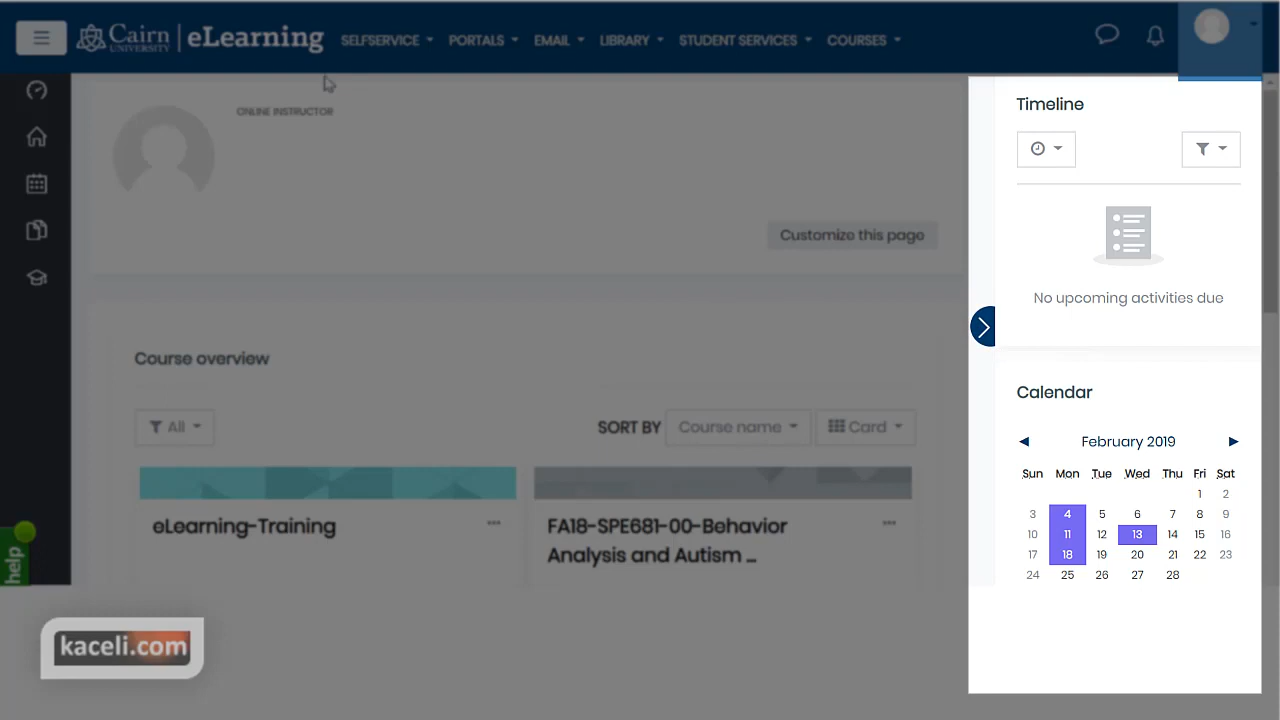 Cairn UNIVERSITY | eLearning SELFSERVICE PORTALS EMAIL LIBRARY STUDENT SERVICES COURSES
ONLINE INSTRUCTOR
Customize this page
Course overview
All SORT BY Course name Card
eLearning-Training
FA18-SPE681-00-Behavior
Analysis and Autism ...
help
kaceli.com
Timeline
No upcoming activities due
Calendar
February 2019
Sun Mon Tue Wed Thu Fri Sat
1 2
3 4 5 6 7 8 9
10 11 12 13 14 15 16
17 18 19 20 21 22 23
24 25 26 27 28